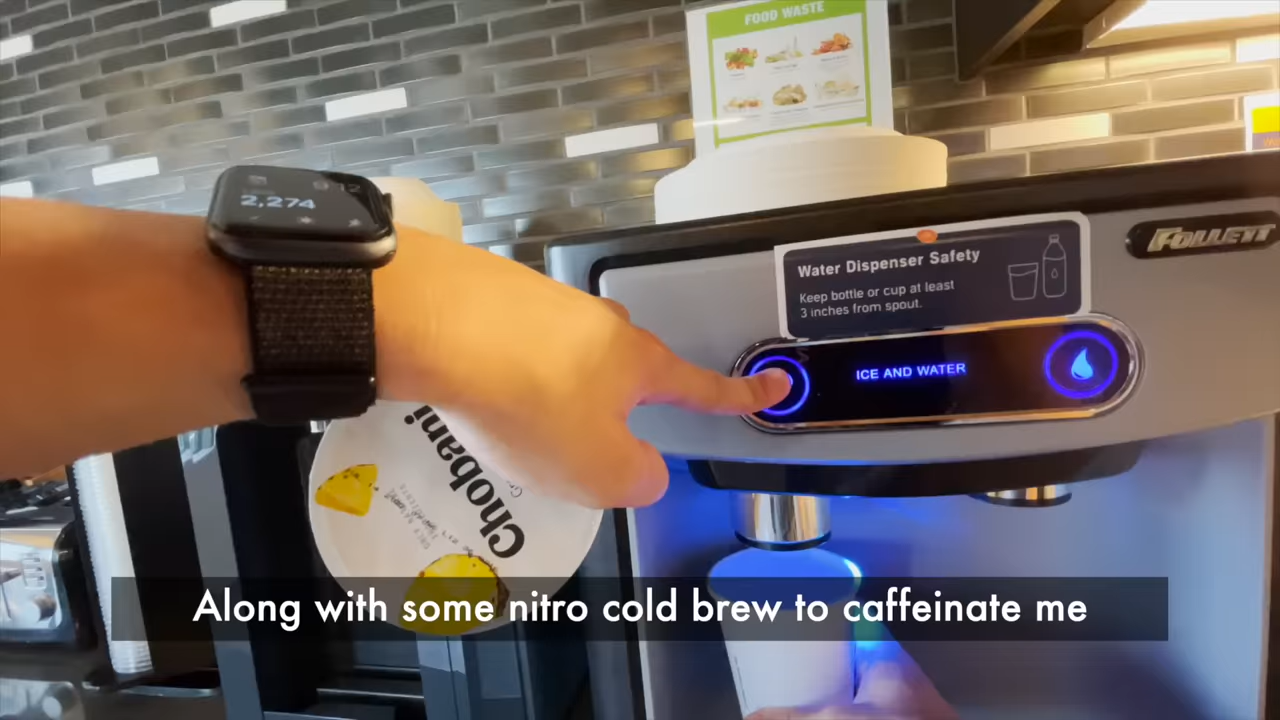 FOOD WASTE
2,274
FOLLETT
Water Dispenser Safety
Keep bottle or cup at least
3 inches from spout.
ICE AND WATER
Chobani
Along with some nitro cold brew to caffeinate me